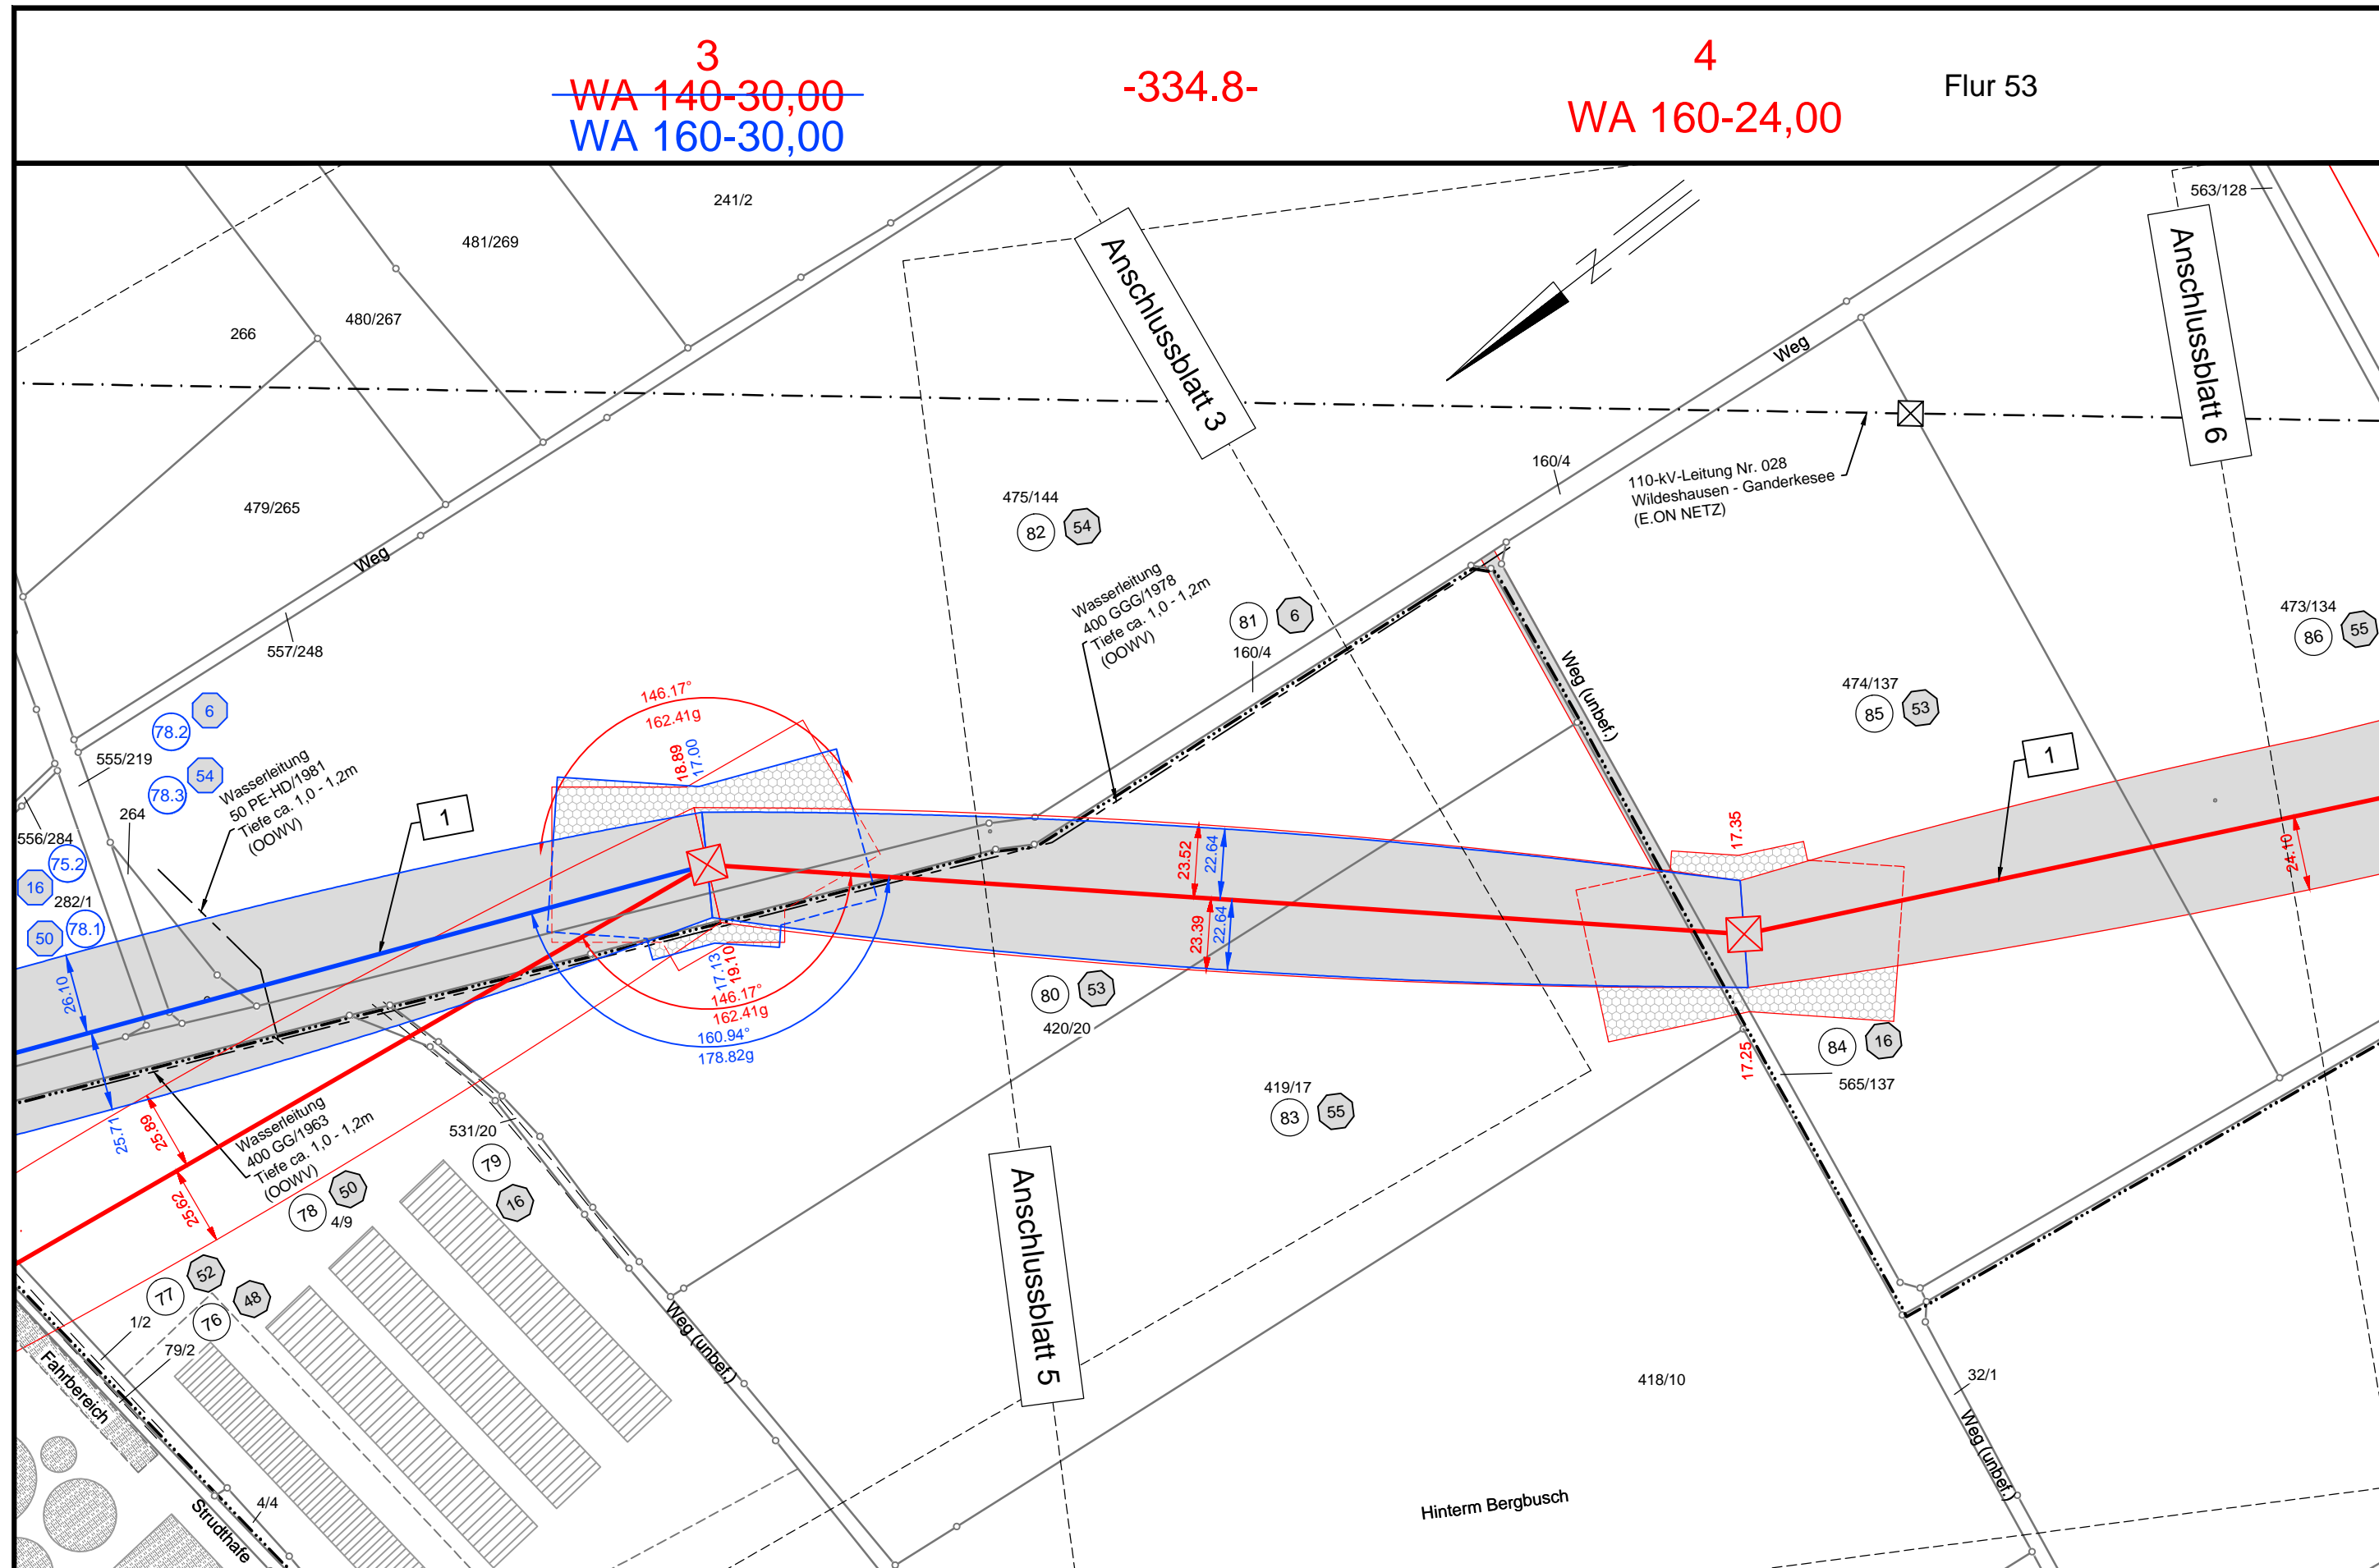 3
WA 140-30,00
WA 160-30,00
-334.8-
4
WA 160-24,00
Flur 53
241/2
481/269
480/267
266
479/265
Weg
557/248
563/128
Anschlussblatt 3
Anschlussblatt 6
Weg
160/4
110-kV-Leitung Nr. 028
Wildeshausen - Ganderkesee
(E.ON NETZ)
475/144
82
54
Wasserleitung
400 GGG/1978
Tiefe ca. 1,0 - 1,2m
(OOWV)
81
6
160/4
Weg (unbef.)
473/134
86
55
474/137
85
53
1
78.2
6
78.3
54
555/219
264
556/284
75.2
16
282/1
50
78.1
Wasserleitung
50 PE-HD/1981
Tiefe ca. 1,0 - 1,2m
(OOWV)
1
146.17°
162.41g
18.89
17.00
23.52
22.64
23.39
22.64
17.35
24.10
17.13
19.10
146.17°
162.41g
160.94°
178.82g
26.10
25.71
25.89
25.62
80
53
420/20
17.25
84
16
565/137
419/17
83
55
Wasserleitung
400 GG/1963
Tiefe ca. 1,0 - 1,2m
(OOWV)
531/20
79
16
78
50
4/9
77
52
76
48
1/2
79/2
Fahrbereich
4/4
Strudthafe
Weg (unbef.)
Anschlussblatt 5
418/10
32/1
Weg (unbef.)
Hinterm Bergbusch